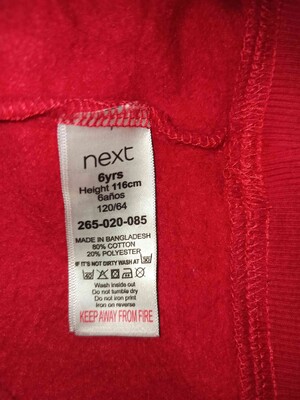 next
6yrs
Height 116cm
6años
120/64
265-020-085
MADE IN BANGLADESH
80% COTTON
20% POLYESTER
IF IT'S NOT DIRTY WASH AT 30
Wash inside out
Do not tumble dry
Do not iron print
Iron on reverse
KEEP AWAY FROM FIRE